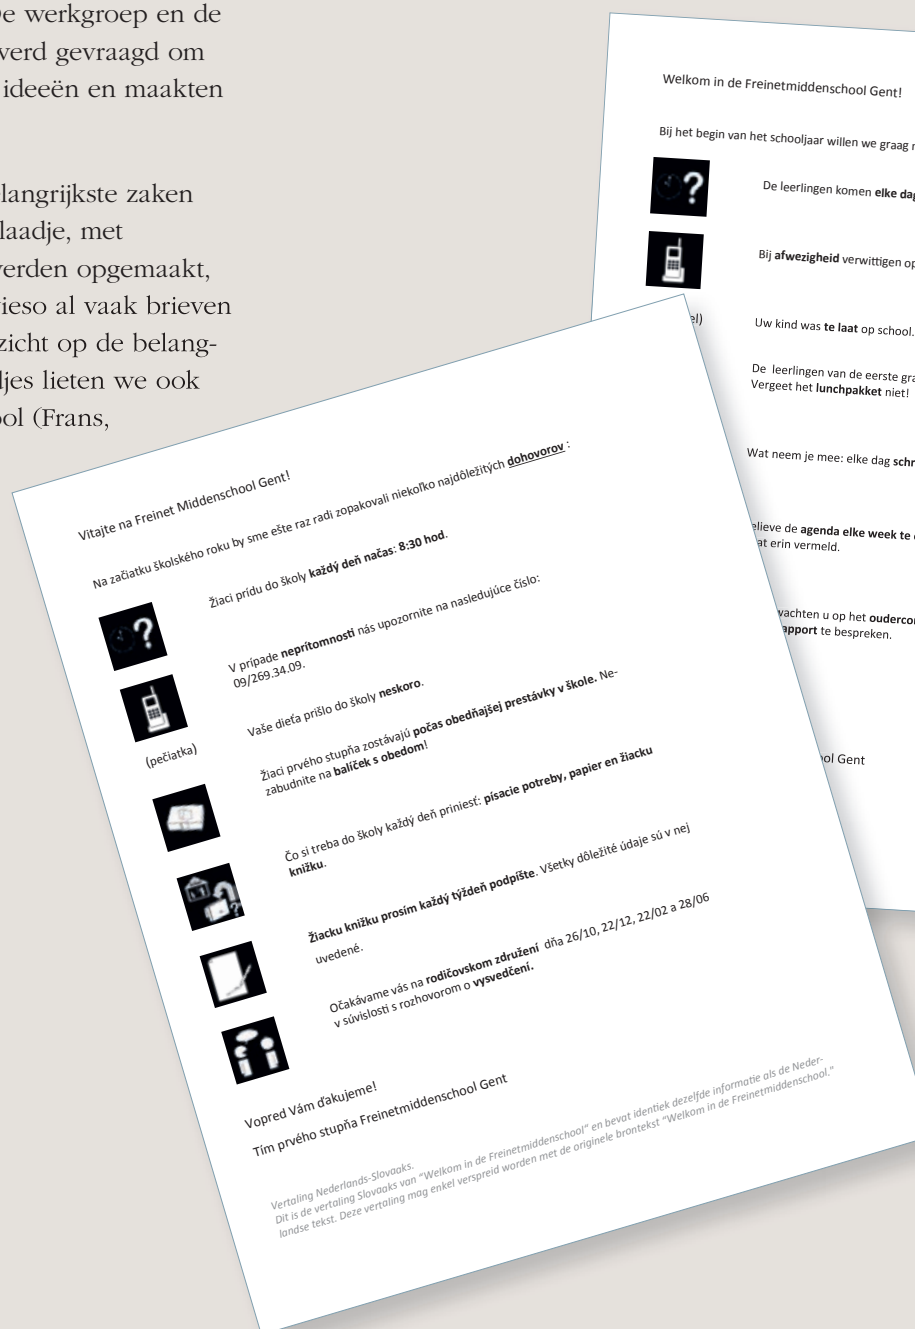 De werkgroep en de
werd gevraagd om
ideeën en maakten
langrijkste zaken
laadje, met
werden opgemaakt,
ieso al vaak brieven
zicht op de belang-
djes lieten we ook
ool (Frans,
Welkom in de Freinetmiddenschool Gent!
Bij het begin van het schooljaar willen we graag
De leerlingen komen elke dag
Bij afwezigheid verwittigen op
el)
Uw kind was te laat op school.
De leerlingen van de eerste gra
Vergeet het lunchpakket niet!
Wat neem je mee: elke dag schr
elieve de agenda elke week te
at erin vermeld.
wachten u op het oudercon
apport te bespreken.
ol Gent
Vitajte na Freinet Middenschool Gent!
Na začiatku školského roku by sme ešte raz radi zopakovali niekoľko najdôležitých dohovorov :
Žiaci prídu do školy každý deň načas: 8:30 hod.
V prípade neprítomnosti nás upozornite na nasledujúce číslo:
09/269.34.09.
Vaše dieťa prišlo do školy neskoro.
(pečiatka)
Žiaci prvého stupňa zostávajú počas obedňajšej prestávky v škole. Ne-
zabudnite na balíček s obedom!
Čo si treba do školy každý deň priniesť: písacie potreby, papier en žiacku
knižku.
Žiacku knižku prosím každý týždeň podpíšte. Všetky dôležité údaje sú v nej
uvedené.
Očakávame vás na rodičovskom združení dňa 26/10, 22/12, 22/02 a 28/06
v súvislosti s rozhovorom o vysvedčení.
Vopred Vám ďakujeme!
Tím prvého stupňa Freinetmiddenschool Gent
Vertaling Nederlands-Slovaaks.
Dit is de vertaling Slovaaks van “Welkom in de Freinetmiddenschool” en bevat identiek dezelfde informatie als de Neder-
landse tekst. Deze vertaling mag enkel verspreid worden met de originele brontekst “Welkom in de Freinetmiddenschool.”